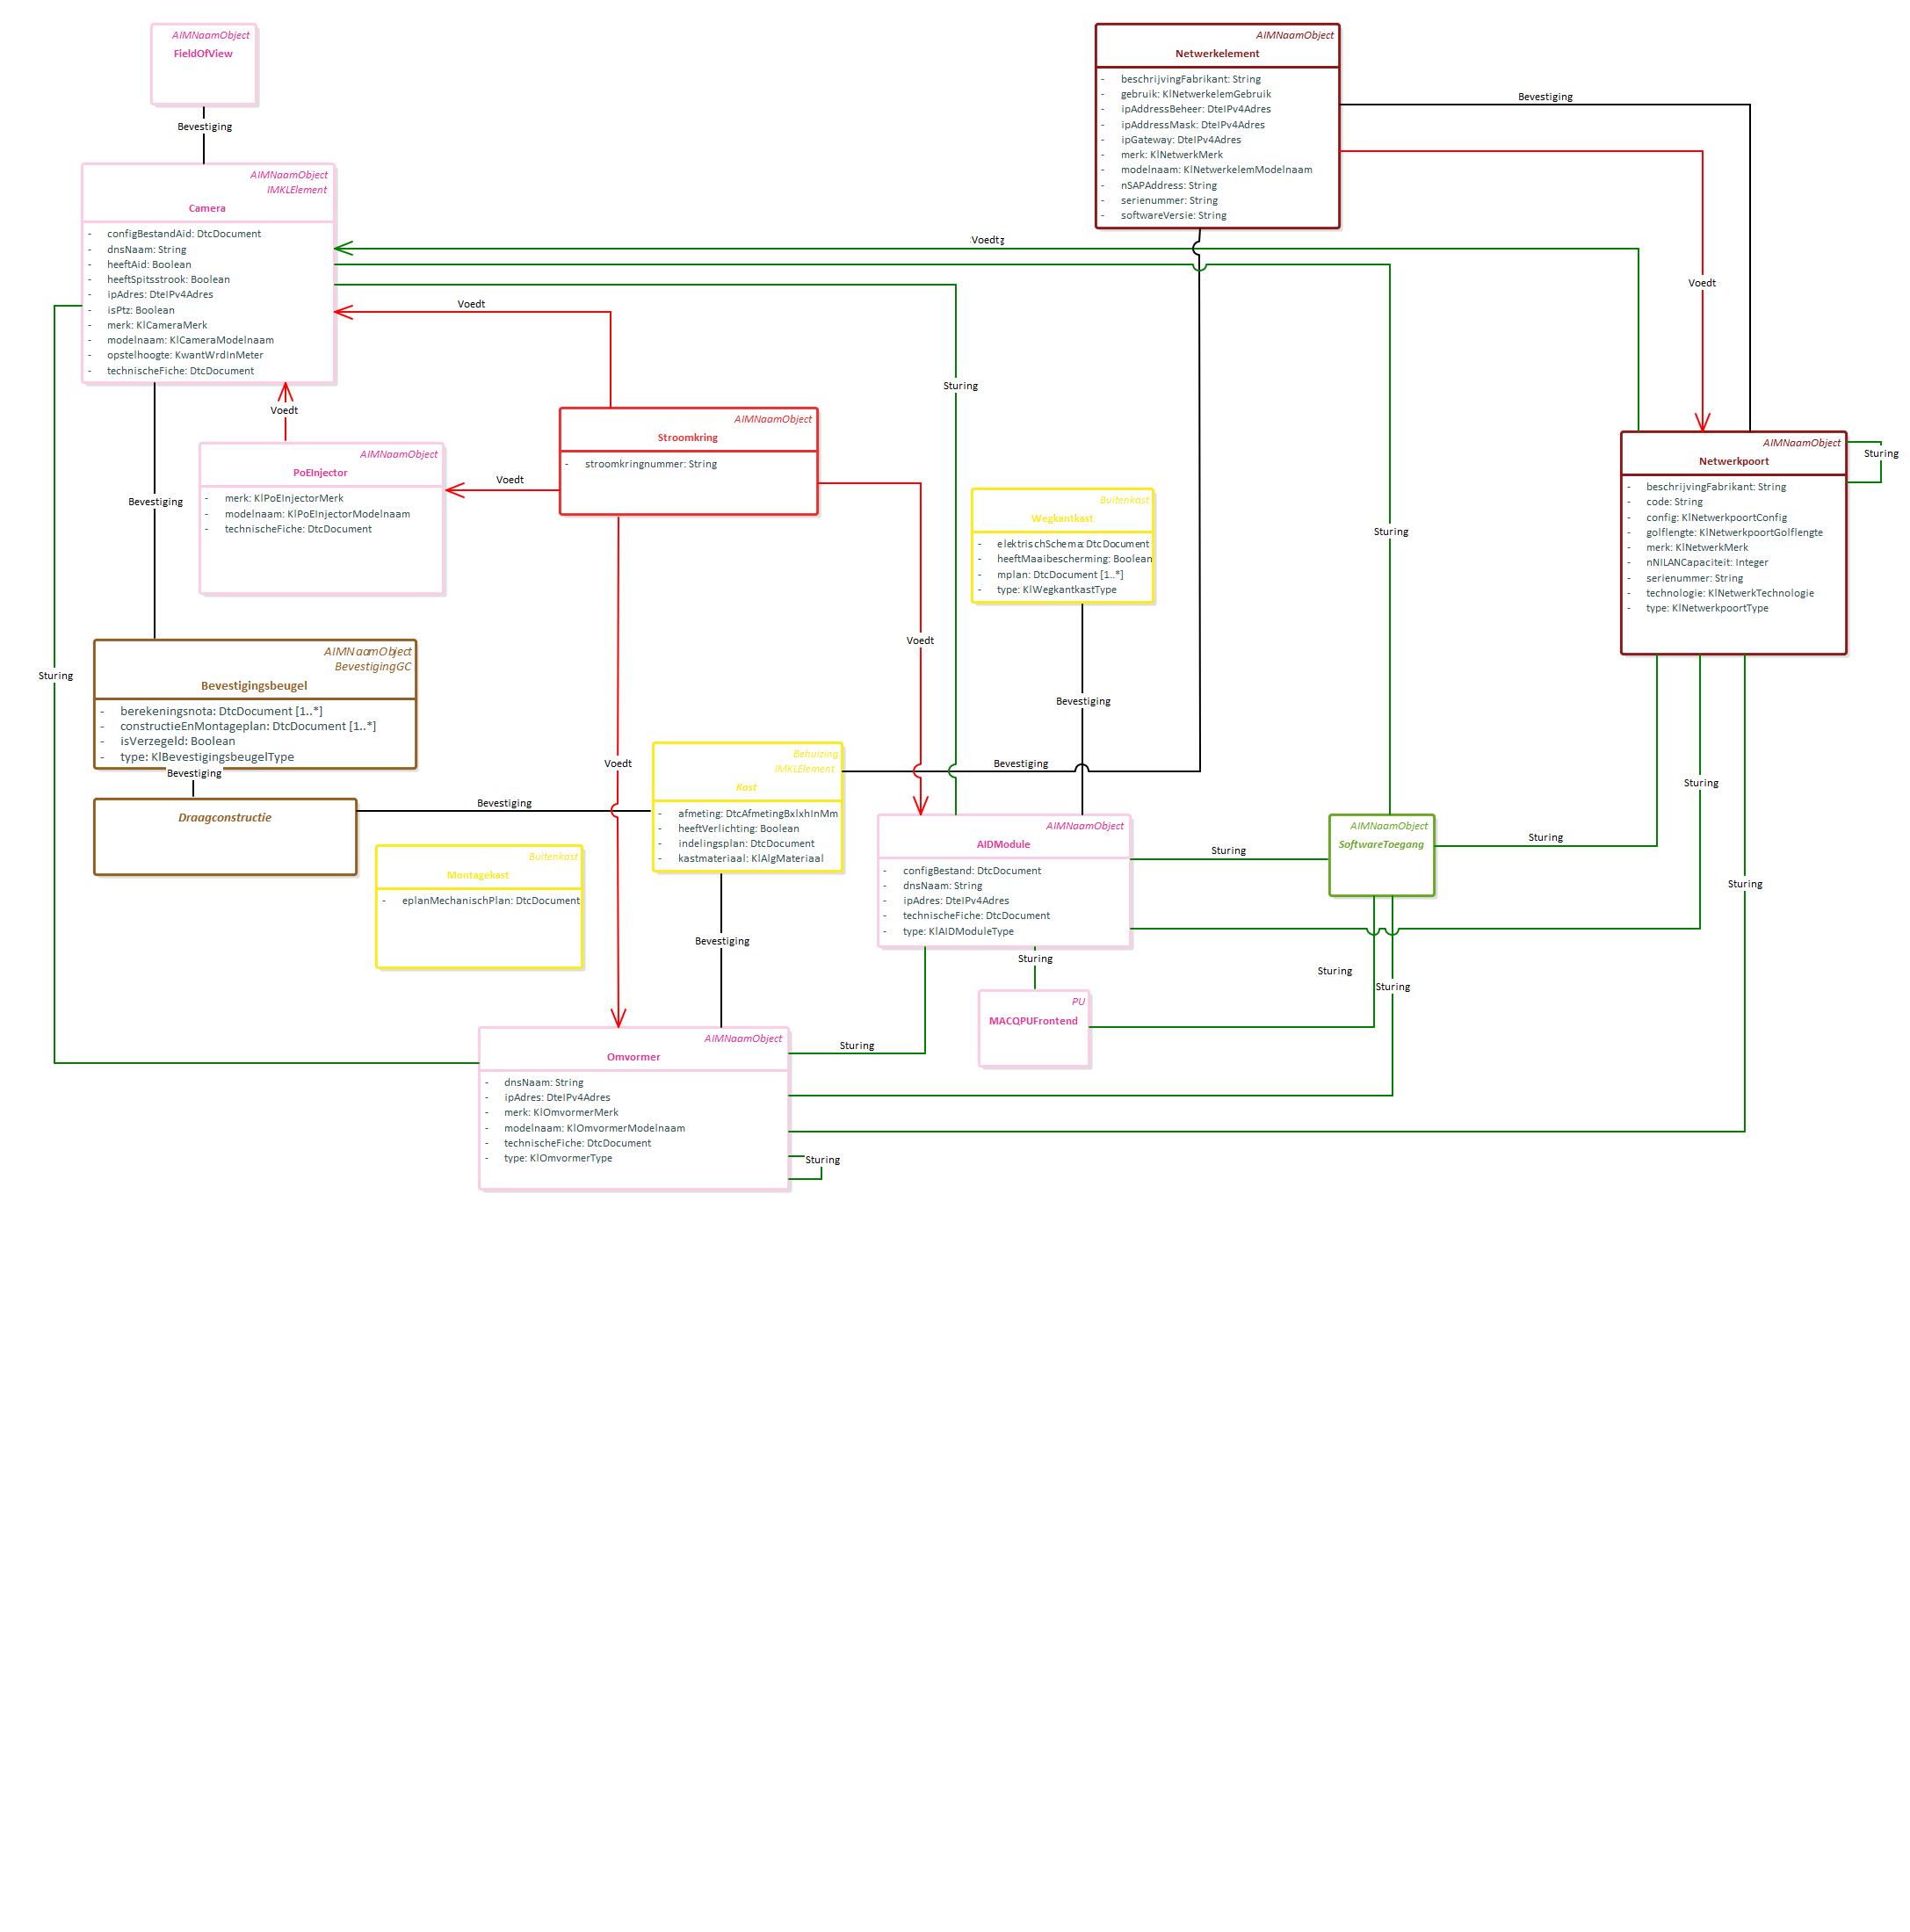 AIMNaamObject
FieldOfView
Bevestiging
AIMNaamObject
IMKLElement
Camera
- configBestandAid: DtcDocument
- dnsNaam: String
- heeftAid: Boolean
- heeftSpitsstrook: Boolean
- ipAdres: DteIPv4Adres
- isPtz: Boolean
- merk: KlCameraMerk
- modelnaam: KlCameraModelnaam
- opstelhoogte: KwantWrdInMeter
- technischeFiche: DtcDocument
AIMNaamObject
Netwerkelement
- beschrijvingFabrikant: String
- gebruik: KlNetwerkelemGebruik
- ipAddressBeheer: DteIPv4Adres
- ipAddressMask: DteIPv4Adres
- ipGateway: DteIPv4Adres
- merk: KlNetwerkMerk
- modelnaam: KlNetwerkelemModelnaam
- nSAPAddress: String
- serienummer: String
- softwareVersie: String
Bevestiging
Voedt
Voedt
Voedt
Sturing
Voedt
AIMNaamObject
PoEInjector
- merk: KlPoEInjectorMerk
- modelnaam: KlPoEInjectorModelnaam
- technischeFiche: DtcDocument
Voedt
AIMNaamObject
Stroomkring
- stroomkringnummer: String
Bevestiging
Buitenkast
Wegkantkast
- elektrischSchema: DtcDocument
- heeftMaaibescherming: Boolean
- mplan: DtcDocument [1..*]
- type: KlWegkantkastType
Sturing
AIMNaamObject
Netwerkpoort
- beschrijvingFabrikant: String
- code: String
- config: KlNetwerkpoortConfig
- golflengte: KlNetwerkpoortGolflengte
- merk: KlNetwerkMerk
- nNILANCapaciteit: Integer
- serienummer: String
- technologie: KlNetwerkTechnologie
- type: KlNetwerkpoortType
Sturing
Sturing
AIMNaamObject
BevestigingGC
Bevestigingsbeugel
- berekeningsnota: DtcDocument [1..*]
- constructieEnMontageplan: DtcDocument [1..*]
- isVerzegeld: Boolean
- type: KlBevestigingsbeugelType
Bevestiging
Draagconstructie
Voedt
Bevestiging
Voedt
Bevestiging
Bevestiging
Sturing
Behuizing
IMKLElement
Kast
- afmeting: DtcAfmetingBxlxhInMm
- heeftVerlichting: Boolean
- indelingsplan: DtcDocument
- kastmateriaal: KlAlgMateriaal
Buitenkast
Montagekast
- eplanMechanischPlan: DtcDocument
Bevestiging
AIMNaamObject
AIDModule
- configBestand: DtcDocument
- dnsNaam: String
- ipAdres: DteIPv4Adres
- technischeFiche: DtcDocument
- type: KlAIDModuleType
Sturing
AIMNaamObject
SoftwareToegang
Sturing
Sturing
Sturing
Sturing
Sturing
PU
MACQPUFrontend
Sturing
AIMNaamObject
Omvormer
- dnsNaam: String
- ipAdres: DteIPv4Adres
- merk: KlOmvormerMerk
- modelnaam: KlOmvormerModelnaam
- technischeFiche: DtcDocument
- type: KlOmvormerType
Sturing